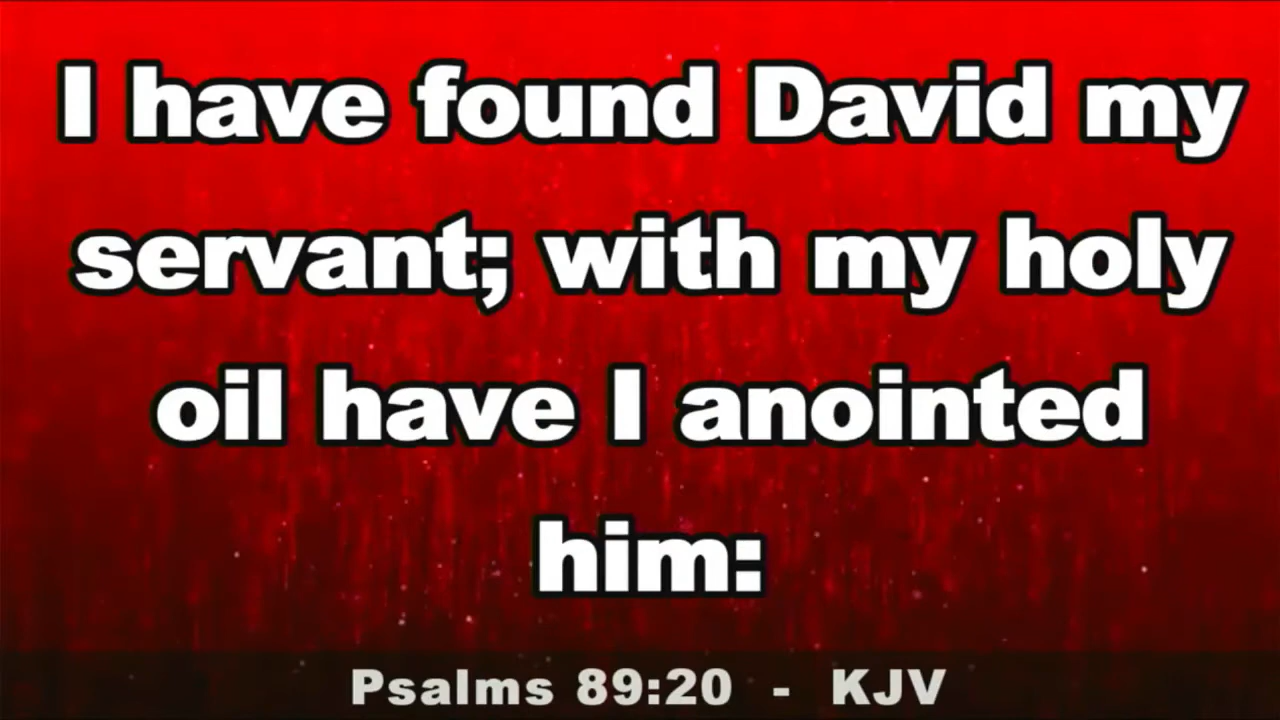 I have found David my
servant; with my holy
oil have I anointed
him:
Psalms 89:20 - KJV